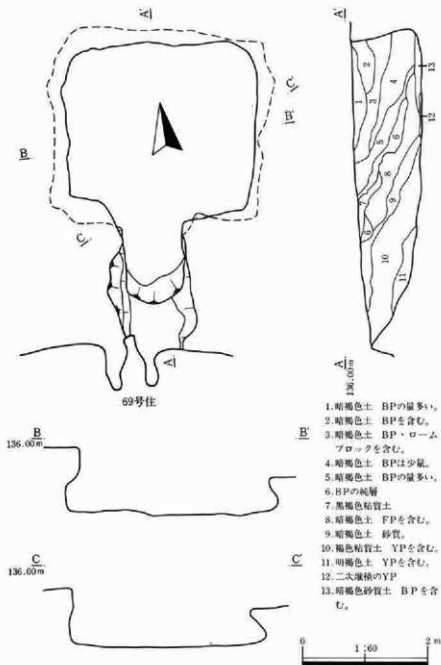 A'
C'
B'
B
C
A
69号住
A'
13
12
2
4
1
3
5
6
8
7
9
6
10
11
A
136.00m
B
136.00m
B'
C
136.00m
C'
1.暗褐色土 BPの量多い。
2.暗褐色土 BPを含む。
3.暗褐色土 BP・ローム
ブロックを含む。
4.暗褐色土 BPは少量。
5.暗褐色土 BPの量多い。
6.BPの純層
7.黒褐色粘質土
8.暗褐色土 FPを含む。
9.暗褐色土 砂質。
10.褐色粘質土 YPを含む。
11.明褐色土 YPを含む。
12.二次堆積のYP
13.暗褐色砂質土 BPを含
む。
0 1:60 2m